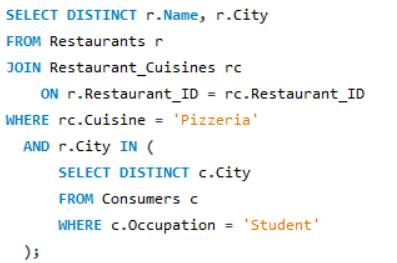 SELECT DISTINCT r.Name, r.City
FROM Restaurants r
JOIN Restaurant_Cuisines rc
    ON r.Restaurant_ID = rc.Restaurant_ID
WHERE rc.Cuisine = 'Pizzeria'
  AND r.City IN (
      SELECT DISTINCT c.City
      FROM Consumers c
      WHERE c.Occupation = 'Student'
  );